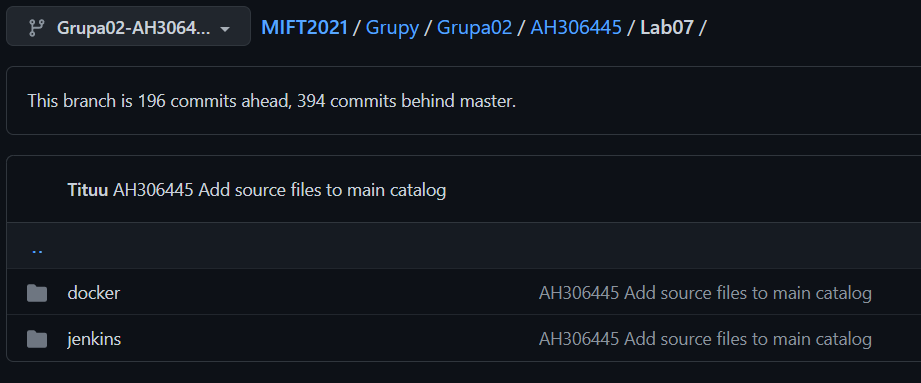 Grupa02-AH3064... MIFT2021 / Grupy / Grupa02 / AH306445 / Lab07 /
This branch is 196 commits ahead, 394 commits behind master.
Tituu AH306445 Add source files to main catalog
..
docker AH306445 Add source files to main catalog
jenkins AH306445 Add source files to main catalog